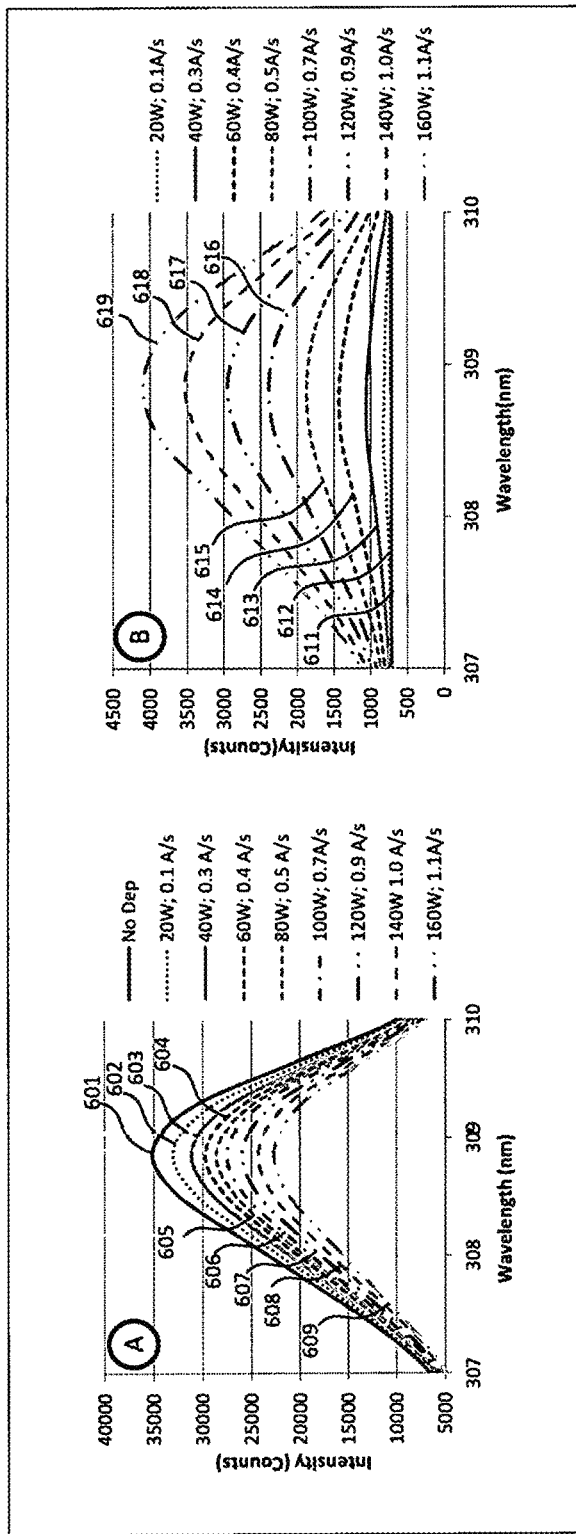 A
Intensity (Counts)
40000
35000
30000
25000
20000
15000
10000
5000
307
308
309
310
Wavelength (nm)
601
602
603
604
605
606
607
608
609
No Dep
20W; 0.1 A/s
40W; 0.3 A/s
60W; 0.4 A/s
80W; 0.5 A/s
100W; 0.7A/s
120W; 0.9 A/s
140W 1.0 A/s
160W; 1.1A/s
B
Intensity(Counts)
4500
4000
3500
3000
2500
2000
1500
1000
500
0
307
308
309
310
Wavelength(nm)
611
612
613
614
615
616
617
618
619
20W; 0.1A/s
40W; 0.3A/s
60W; 0.4A/s
80W; 0.5A/s
100W; 0.7A/s
120W; 0.9A/s
140W; 1.0A/s
160W; 1.1A/s